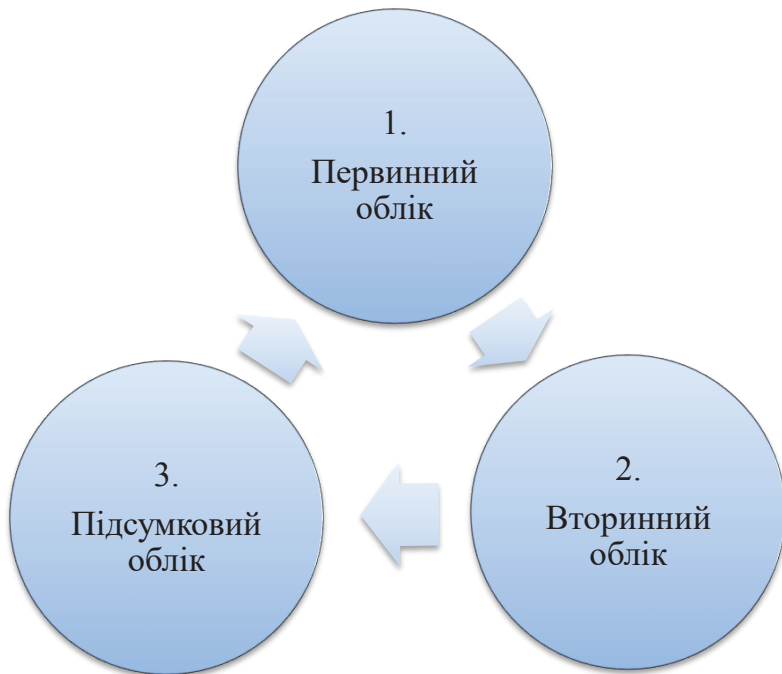 1.
Первинний
облік
2.
Вторинний
облік
3.
Підсумковий
облік